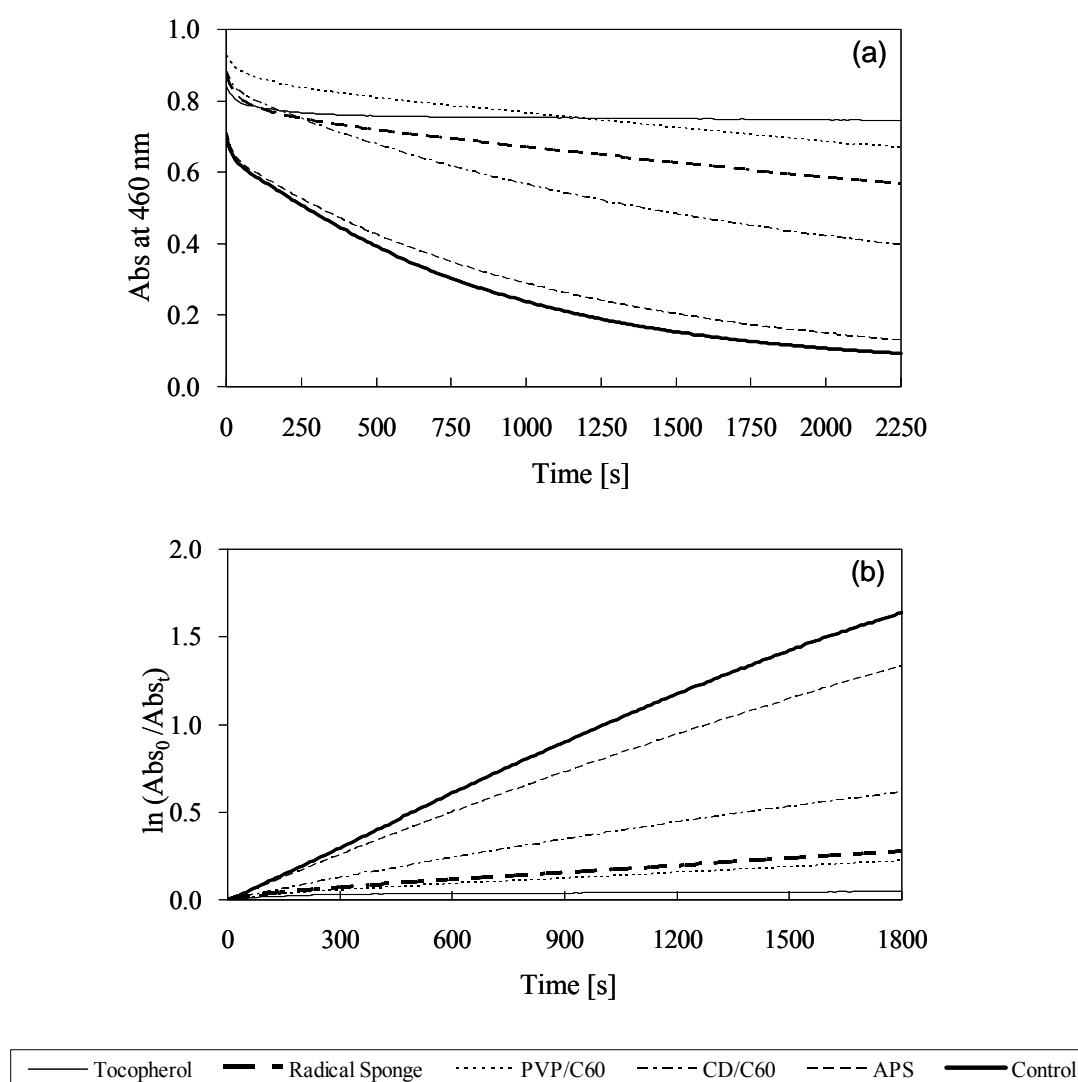 (a)
Abs at 460 nm
1.0
0.8
0.6
0.4
0.2
0.0
0 250 500 750 1000 1250 1500 1750 2000 2250
Time [s]
(b)
ln (Abs₀/Absₜ)
2.0
1.5
1.0
0.5
0.0
0 300 600 900 1200 1500 1800
Time [s]
Tocopherol Radical Sponge PVP/C60 CD/C60 APS Control